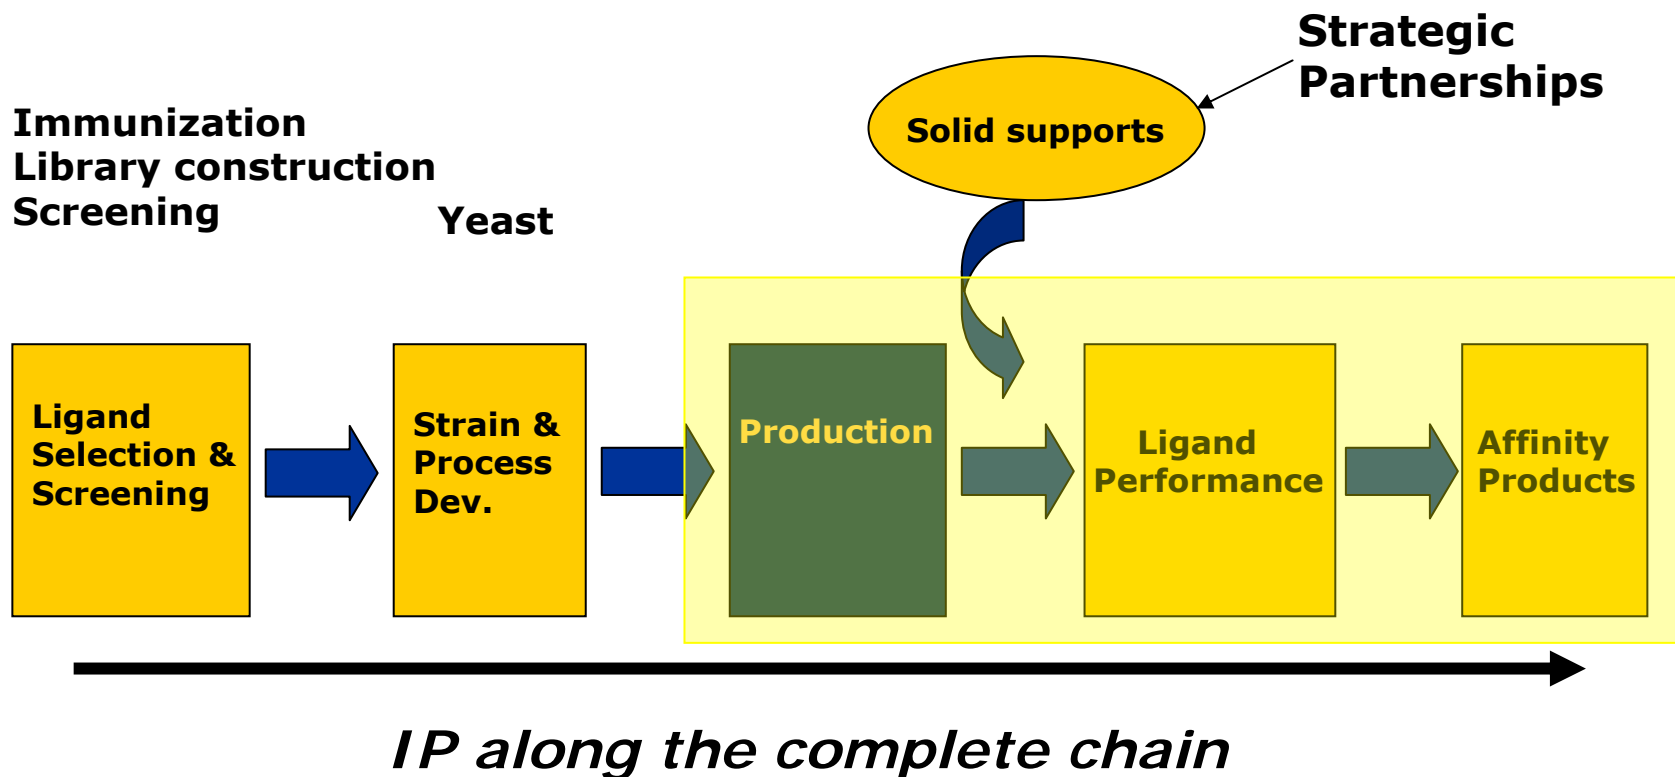 Strategic
Partnerships
Solid supports
Immunization
Library construction
Screening
Yeast
Ligand
Selection &
Screening
Strain &
Process
Dev.
Production
Ligand
Performance
Affinity
Products
IP along the complete chain